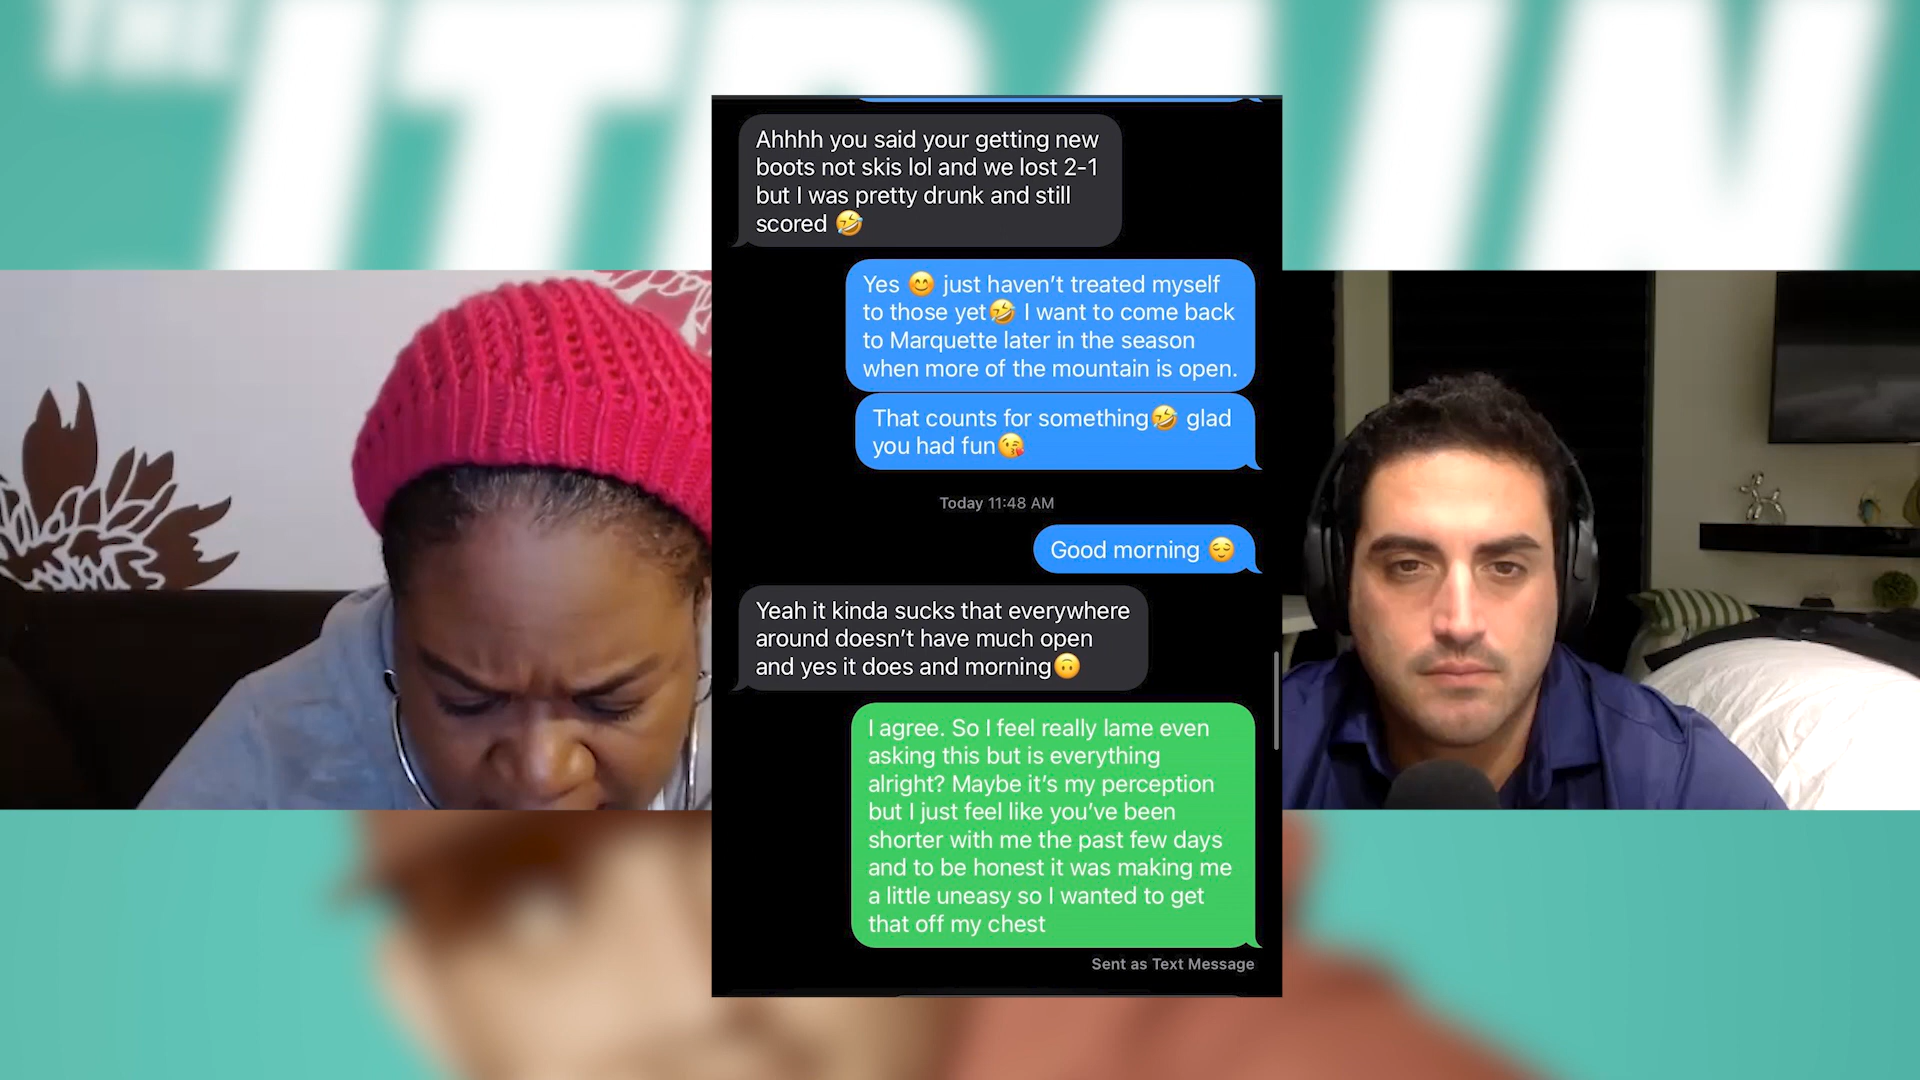 THE
ITRAIN
Ahhhh you said your getting new
boots not skis lol and we lost 2-1
but I was pretty drunk and still
scored 🤣
Yes 😊 just haven’t treated myself
to those yet🤣 I want to come back
to Marquette later in the season
when more of the mountain is open.
That counts for something🤣 glad
you had fun😘
Today 11:48 AM
Good morning 😌
Yeah it kinda sucks that everywhere
around doesn’t have much open
and yes it does and morning🙃
I agree. So I feel really lame even
asking this but is everything
alright? Maybe it’s my perception
but I just feel like you’ve been
shorter with me the past few days
and to be honest it was making me
a little uneasy so I wanted to get
that off my chest
Sent as Text Message